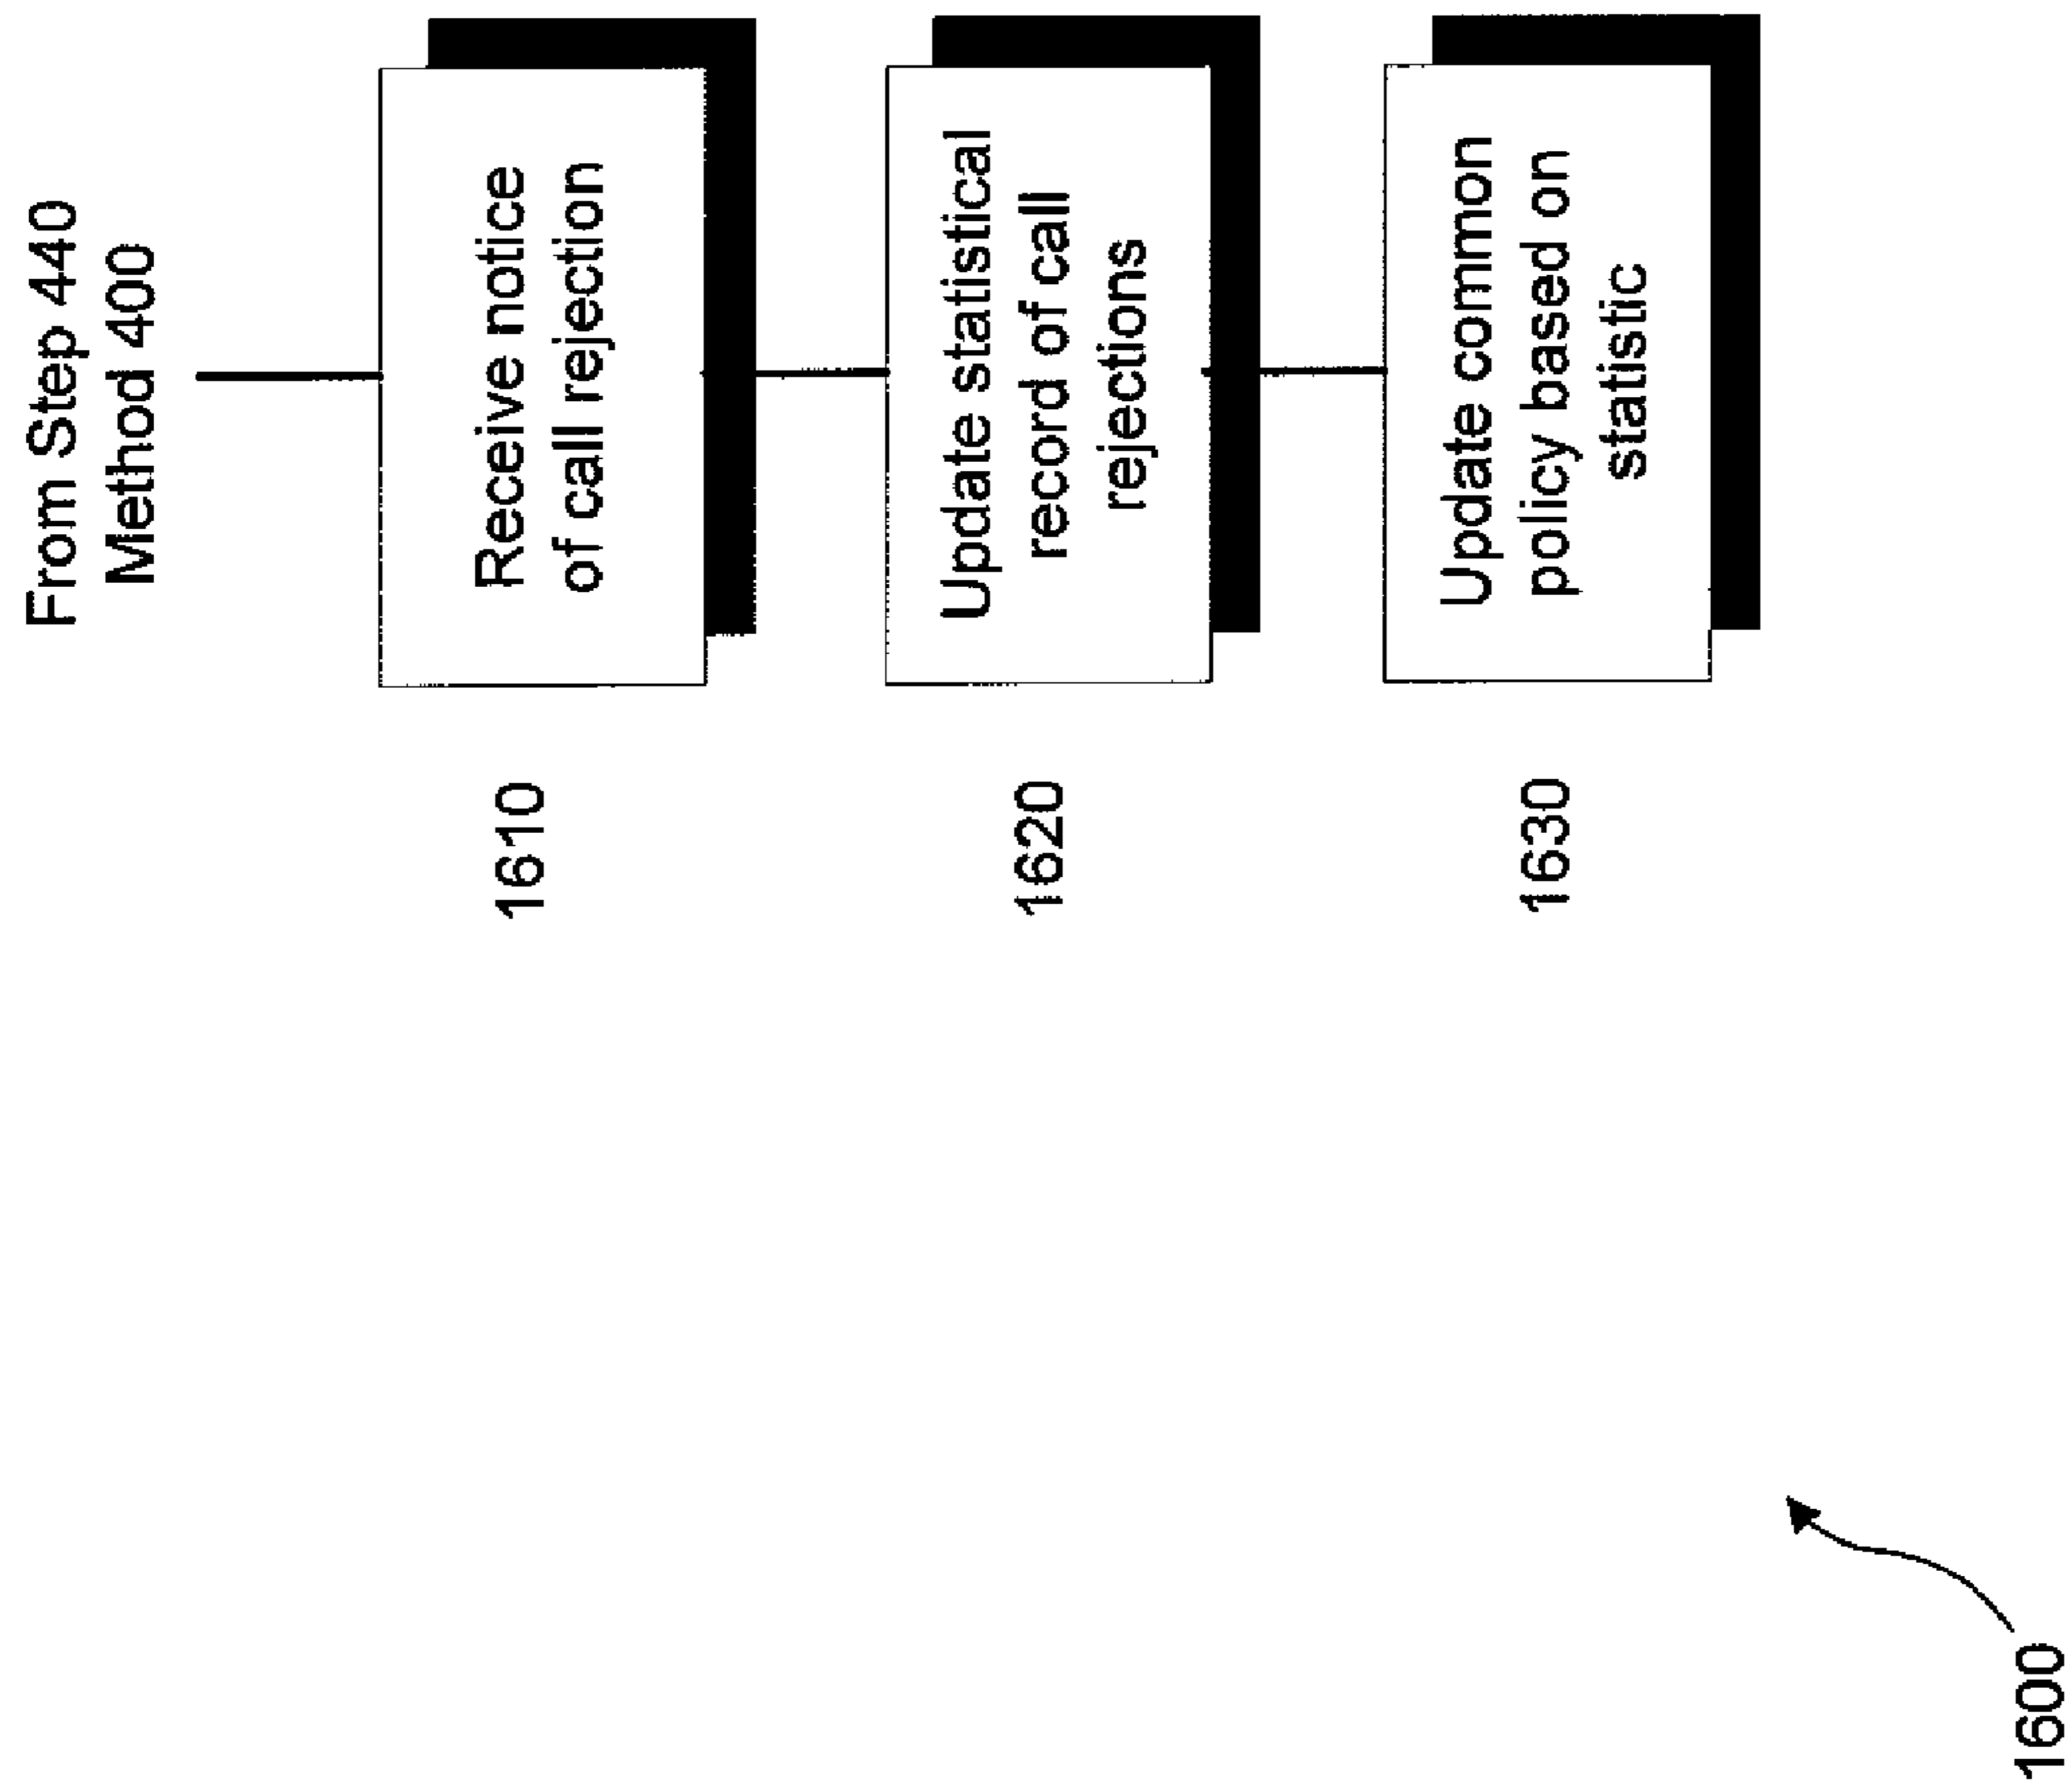 From Step 440
Method 400
1610
Receive notice
of call rejection
1620
Update statistical
record of call
rejections
1630
Update common
policy based on
statistic
1600